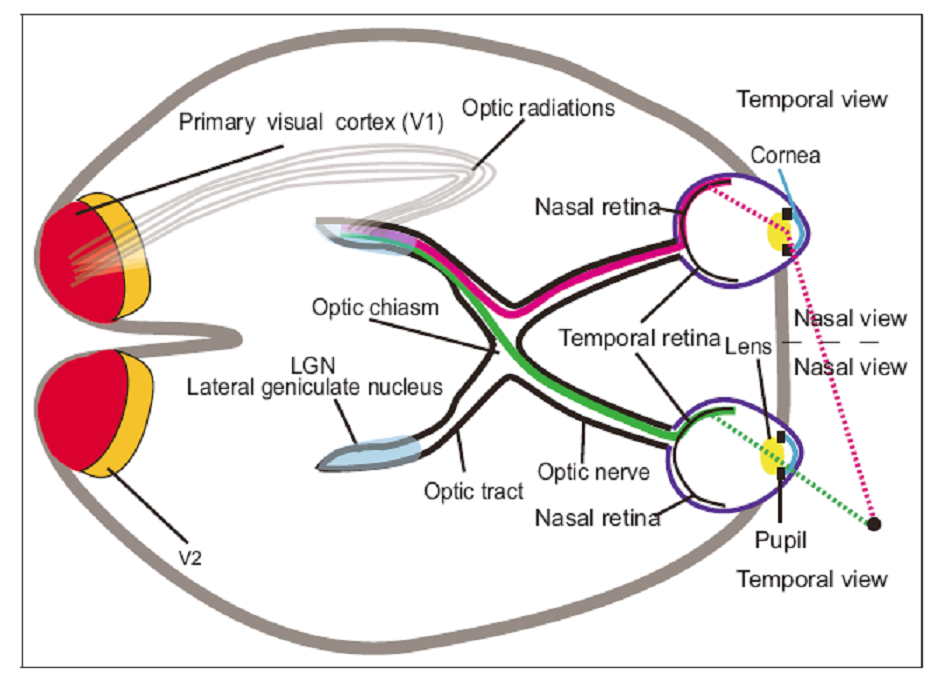 Temporal view
Optic radiations
Primary visual cortex (V1)
Cornea
Nasal retina
Optic chiasm
Nasal view
Temporal retina
Lens
Nasal view
LGN
Lateral geniculate nucleus
Optic nerve
Optic tract
Nasal retina
Pupil
V2
Temporal view